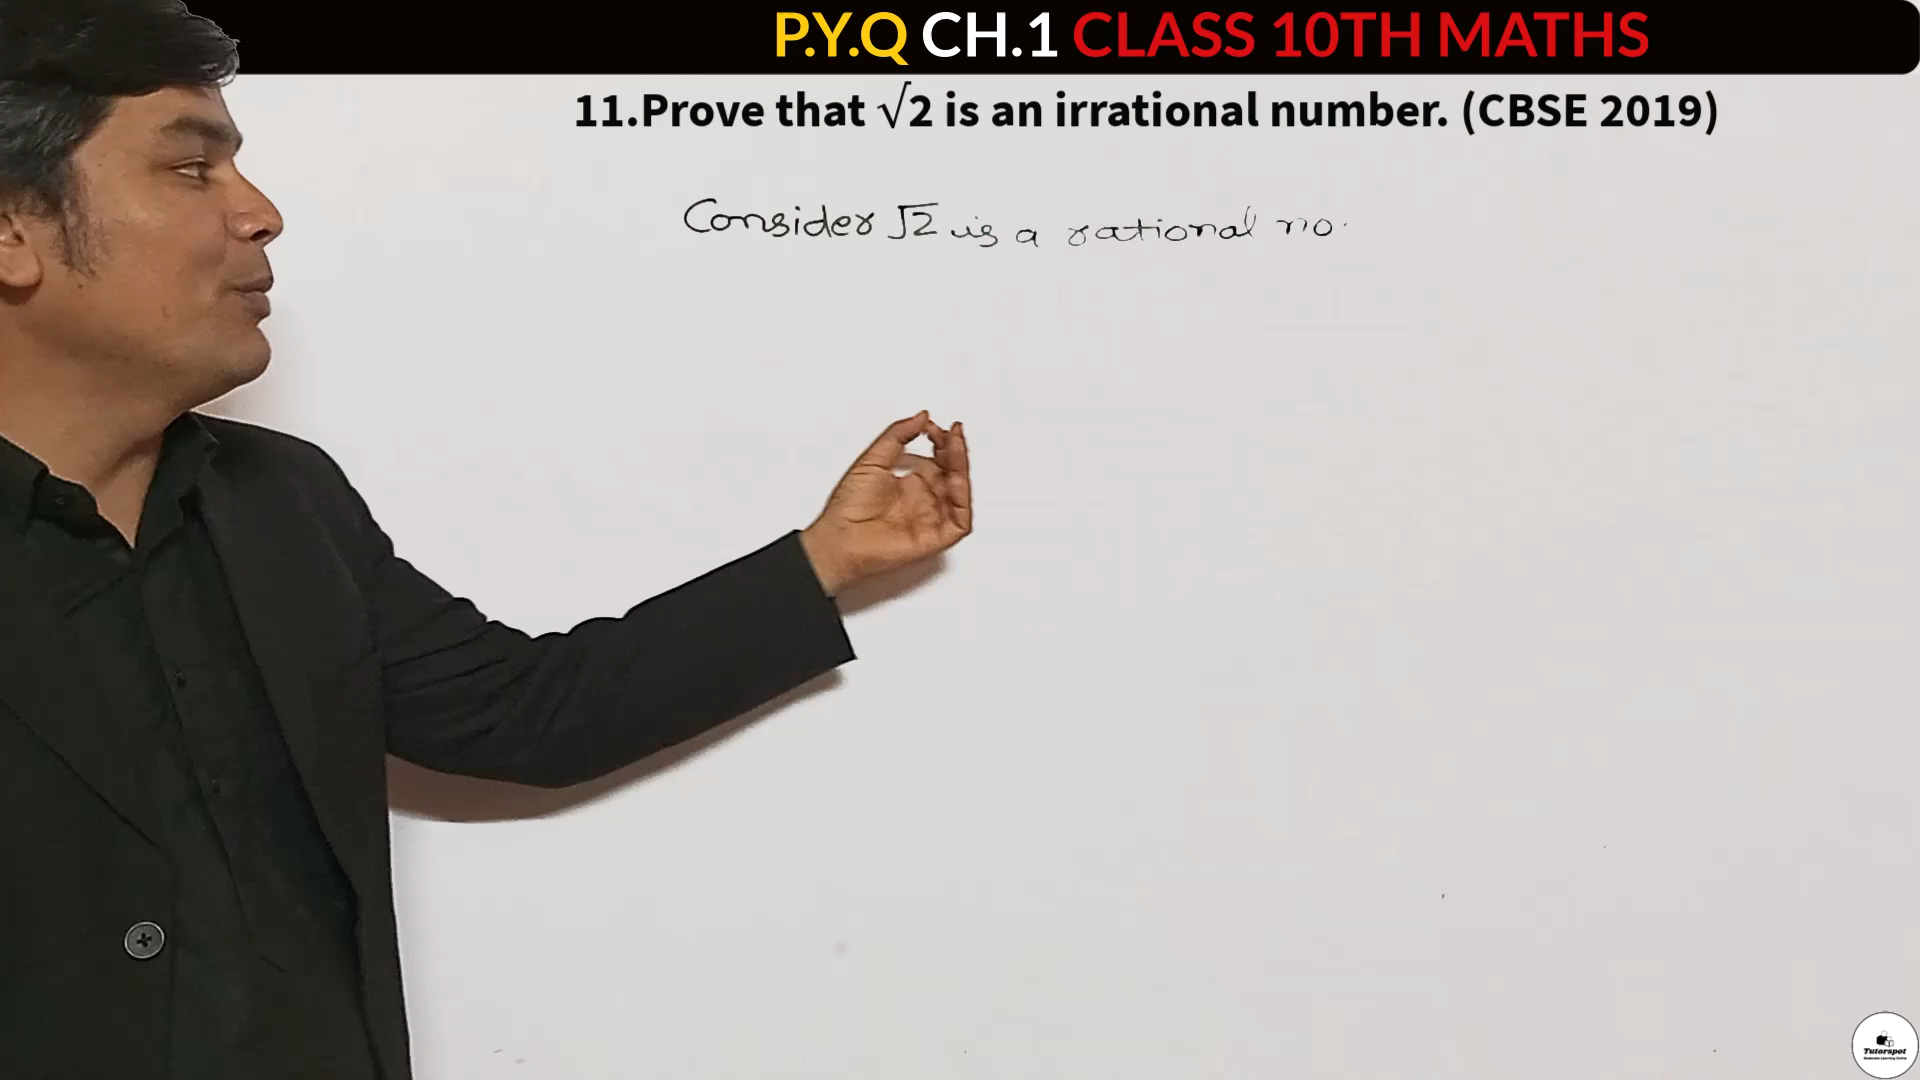 P.Y.Q CH.1 CLASS 10TH MATHS
11.Prove that √2 is an irrational number. (CBSE 2019)
Consider √2 is a rational no.
Tutorspot